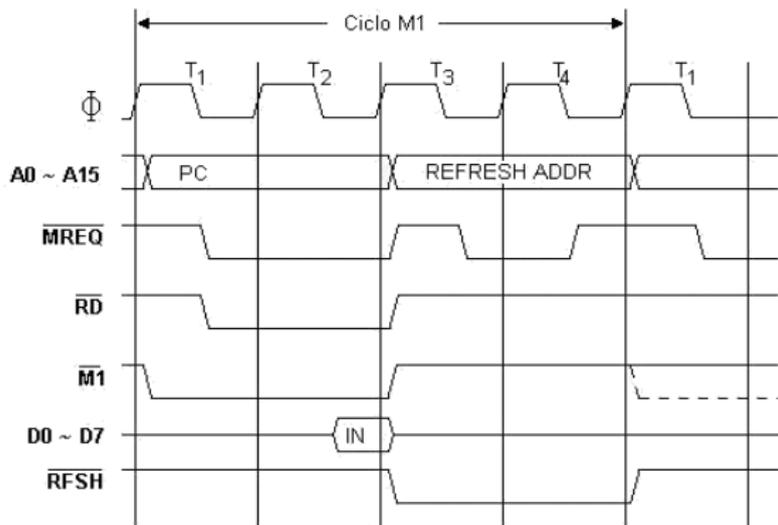 Ciclo M1
T1 T2 T3 T4 T1
Φ
A0 ~ A15 PC REFRESH ADDR
MREQ
RD
M1
D0 ~ D7 IN
RFSH